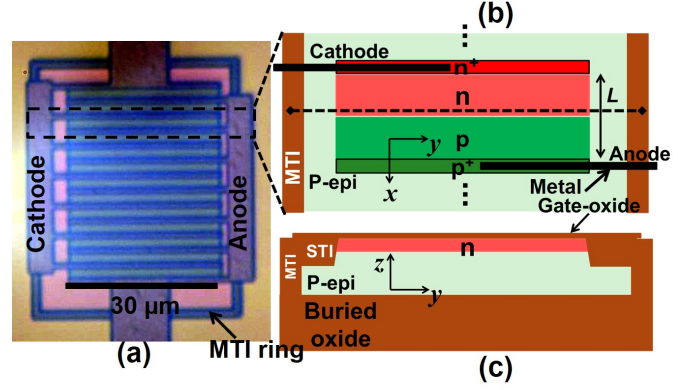 Cathode
Anode
30 μm
MTI ring
(a)
(b)
Cathode
n+
n
L
p
y
x
p+
Anode
MTI
P-epi
Metal
Gate-oxide
n
STI
MTI
z
P-epi
y
Buried
oxide
(c)